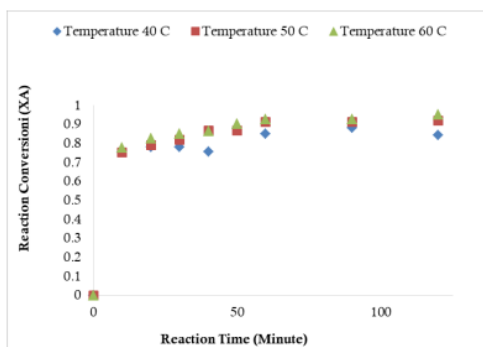 Temperature 40 C Temperature 50 C Temperature 60 C
Reaction Conversioni (XA)
1
0.9
0.8
0.7
0.6
0.5
0.4
0.3
0.2
0.1
0
0 50 100
Reaction Time (Minute)